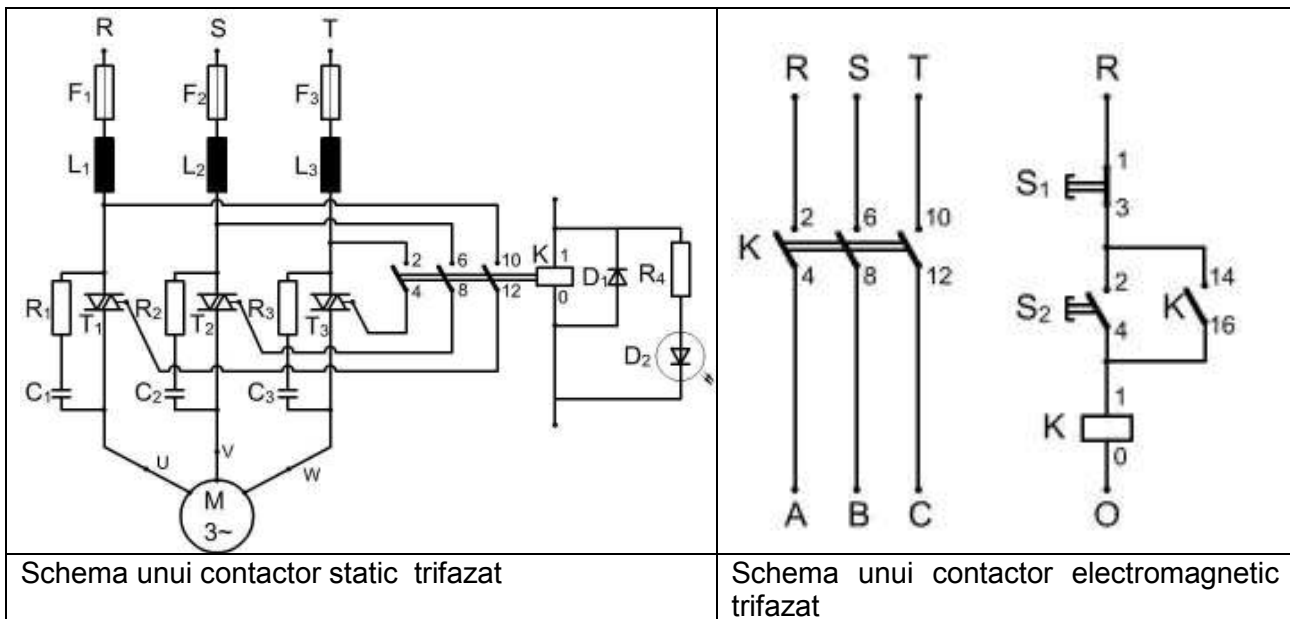 R S T
F1 F2 F3
L1 L2 L3
2 6 10 K 1
4 8 12 0
D1 R4
R1 T1 R2 T2 R3 T3
D2
C1 C2 C3
U V W
M
3~
Schema unui contactor static trifazat
R S T
K 2 6 10
4 8 12
A B C
R
1
S1
3
2 14
S2 K
4 16
1
K
0
O
Schema unui contactor electromagnetic
trifazat